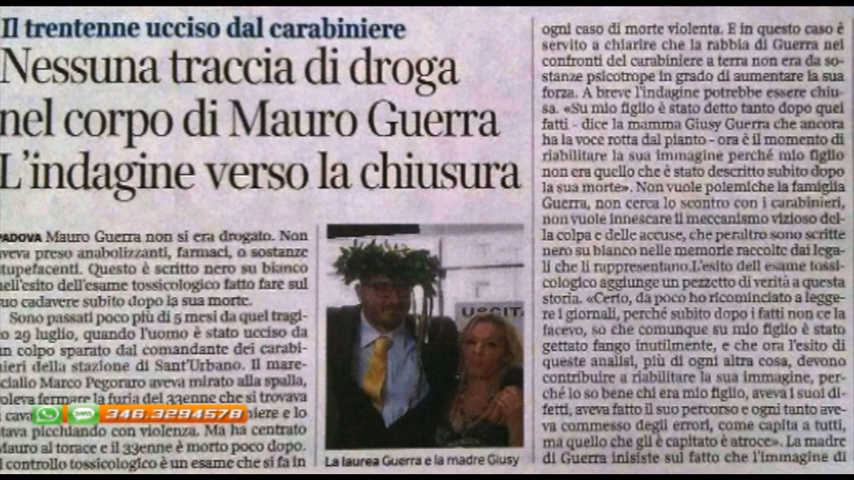 Il trentenne ucciso dal carabiniere
Nessuna traccia di droga
nel corpo di Mauro Guerra
L'indagine verso la chiusura
PADOVA Mauro Guerra non si era drogato. Non
aveva preso anabolizzanti, farmaci, o sostanze
stupefacenti. Questo è scritto nero su bianco
nell'esito dell'esame tossicologico fatto fare sul
suo cadavere subito dopo la sua morte.
Sono passati poco più di 5 mesi da quel tragi-
co 29 luglio, quando l'uomo è stato ucciso da
un colpo sparato dal comandante dei carabi-
nieri della stazione di Sant'Urbano. Il mare-
sciallo Marco Pegoraro aveva mirato alla spalla,
voleva fermare la furia del 33enne che si trovava
a cava
niere e lo
stava picchiando con violenza. Ma ha centrato
Mauro al torace e il 33enne è morto poco dopo.
Il controllo tossicologico è un esame che si fa in
346.3294578
SMS
USCITA
La laurea Guerra e la madre Giusy
ogni caso di morte violenta. E in questo caso è
servito a chiarire che la rabbia di Guerra nel
confronti del carabiniere a terra non era da so-
stanze psicotrope in grado di aumentare la sua
forza. A breve l'indagine potrebbe essere chiu-
sa. «Su mio figlio è stato detto tanto dopo quei
fatti - dice la mamma Giusy Guerra che ancora
ha la voce rotta dal pianto - ora è il momento di
riabilitare la sua immagine perché mio figlio
non era quello che è stato descritto subito dopo
la sua morte». Non vuole polemiche la famiglia
Guerra, non cerca lo scontro con i carabinieri,
non vuole innescare il meccanismo vizioso del-
la colpa e delle accuse, che peraltro sono scritte
nero su bianco nelle memorie raccolte dai lega-
li che li rappresentano.L'esito dell esame tossi-
cologico aggiunge un pezzetto di verità a questa
storia. «Certo, da poco ho ricominciato a legge-
re i giornali, perché subito dopo i fatti non ce la
facevo, so che comunque su mio figlio è stato
gettato fango inutilmente, e che ora l'esito di
queste analisi, più di ogni altra cosa, devono
contribuire a riabilitare la sua immagine, per-
ché io so bene chi era mio figlio, aveva i suoi di-
fetti, aveva fatto il suo percorso e ogni tanto ave-
va commesso degli errori, come capita a tutti,
ma quello che gli è capitato è atroce». La madre
di Guerra inisiste sul fatto che l'immagine di